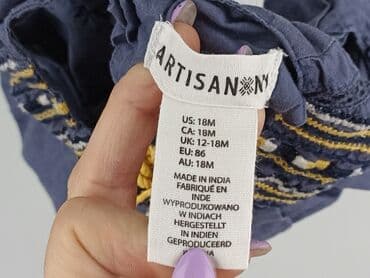 ARTISAN NY
US: 18M
CA: 18M
UK: 12-18M
EU: 86
AU: 18M
MADE IN INDIA
FABRIQUÉ EN
INDE
WYPRODUKOWANO
W INDIACH
HERGESTELLT
IN INDIEN
GEPRODUCEERD